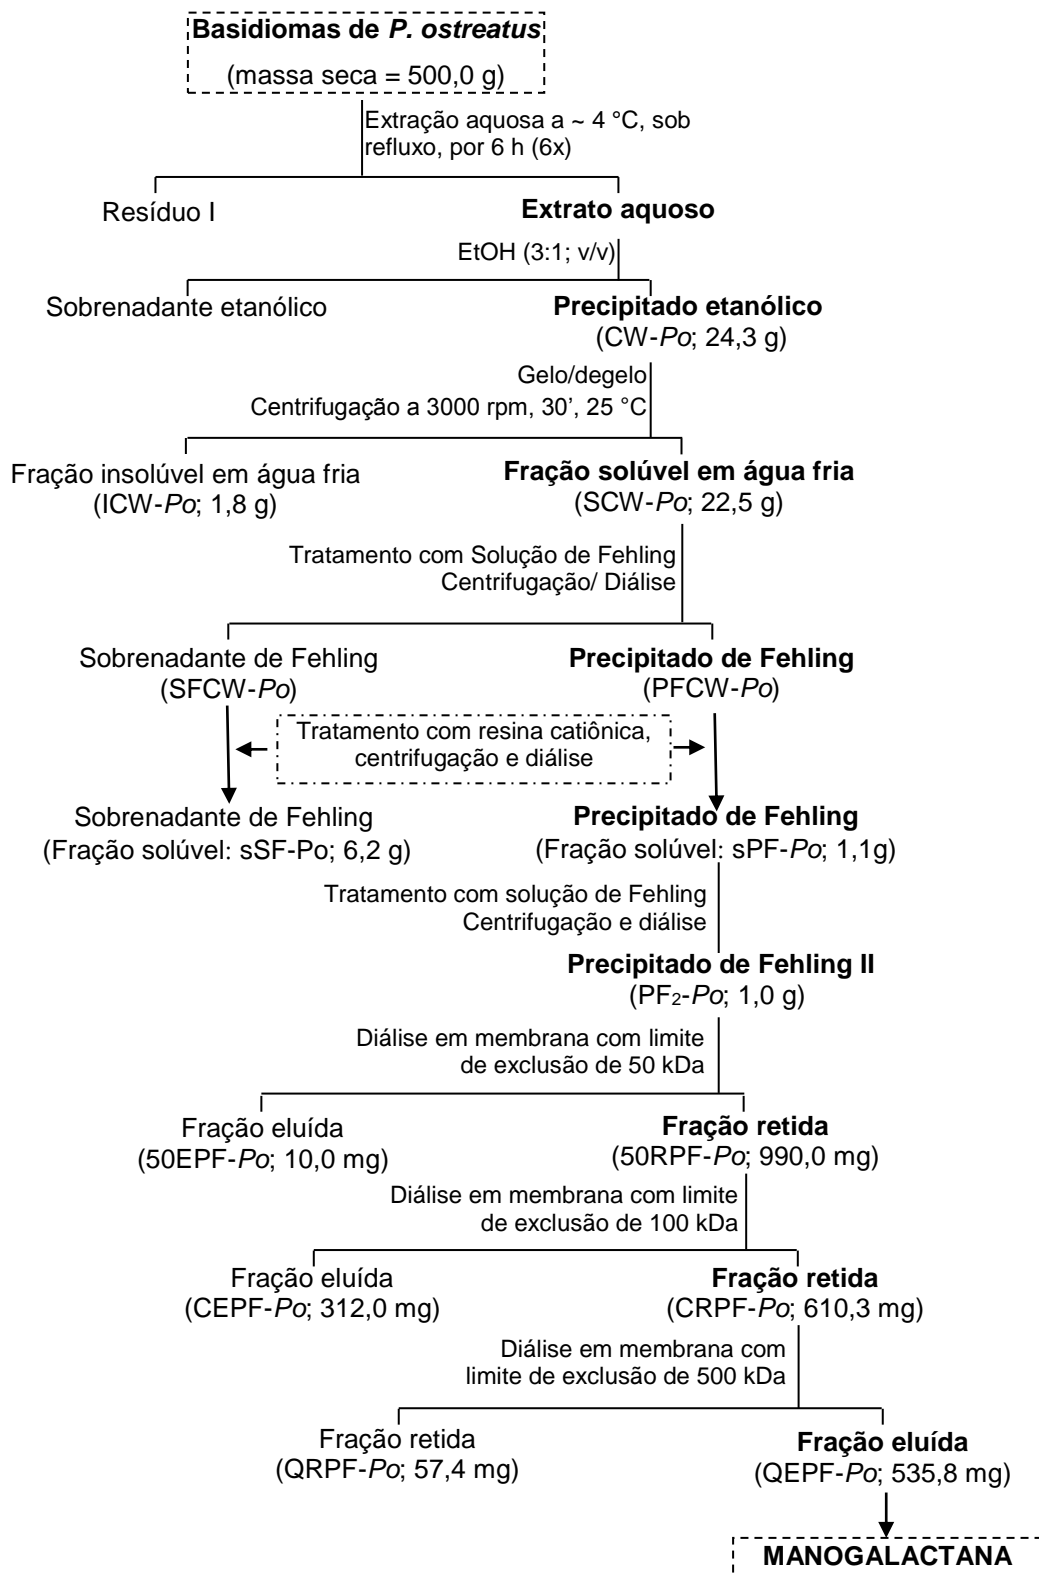 Basidiomas de P. ostreatus
(massa seca = 500,0 g)
Extração aquosa a ~ 4 °C, sob
refluxo, por 6 h (6x)
Resíduo I
Extrato aquoso
EtOH (3:1; v/v)
Sobrenadante etanólico
Precipitado etanólico
(CW-Po; 24,3 g)
Gelo/degelo
Centrifugação a 3000 rpm, 30’, 25 °C
Fração insolúvel em água fria
(ICW-Po; 1,8 g)
Fração solúvel em água fria
(SCW-Po; 22,5 g)
Tratamento com Solução de Fehling
Centrifugação/ Diálise
Sobrenadante de Fehling
(SFCW-Po)
Precipitado de Fehling
(PFCW-Po)
Tratamento com resina catiônica,
centrifugação e diálise
Sobrenadante de Fehling
(Fração solúvel: sSF-Po; 6,2 g)
Precipitado de Fehling
(Fração solúvel: sPF-Po; 1,1g)
Tratamento com solução de Fehling
Centrifugação e diálise
Precipitado de Fehling II
(PF₂-Po; 1,0 g)
Diálise em membrana com limite
de exclusão de 50 kDa
Fração eluída
(50EPF-Po; 10,0 mg)
Fração retida
(50RPF-Po; 990,0 mg)
Diálise em membrana com limite
de exclusão de 100 kDa
Fração eluída
(CEPF-Po; 312,0 mg)
Fração retida
(CRPF-Po; 610,3 mg)
Diálise em membrana com
limite de exclusão de 500 kDa
Fração retida
(QRPF-Po; 57,4 mg)
Fração eluída
(QEPF-Po; 535,8 mg)
MANOGALACTANA